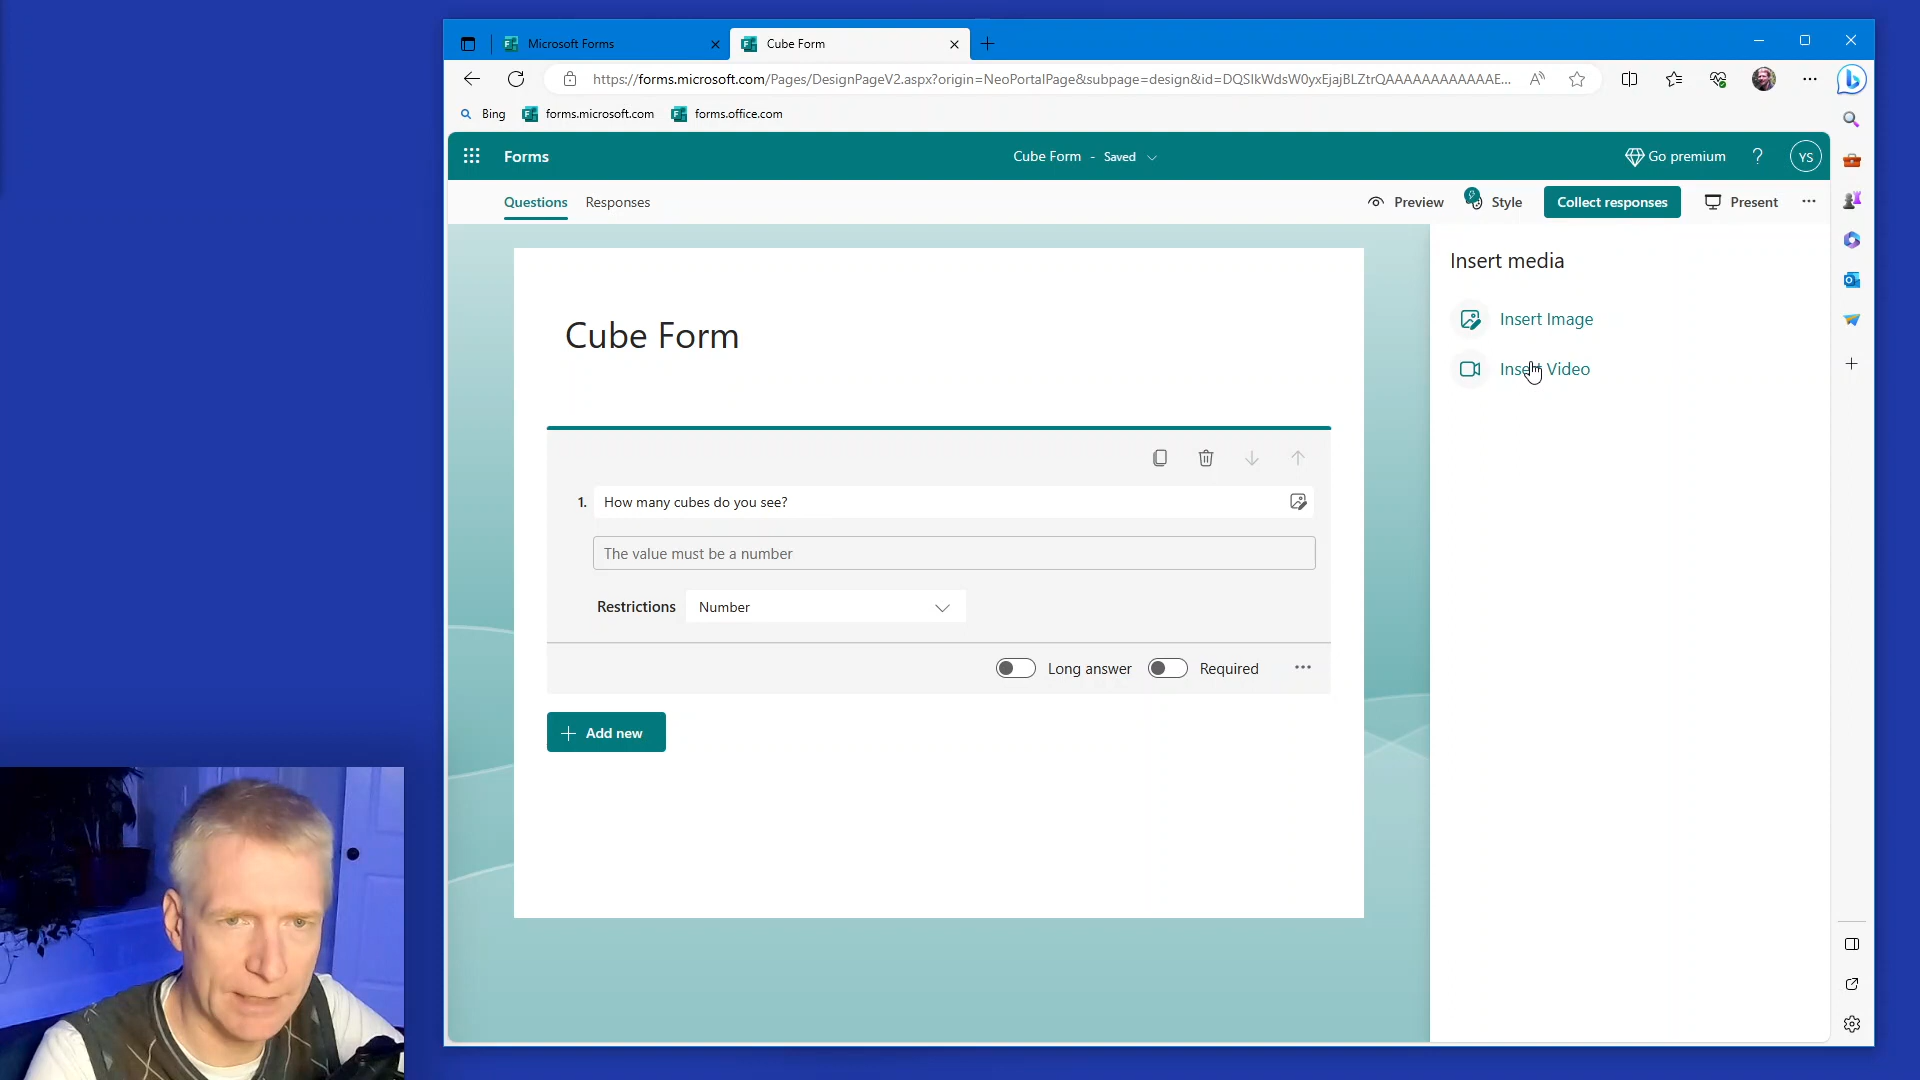 Microsoft Forms
Cube Form
https://forms.microsoft.com/Pages/DesignPageV2.aspx?origin=NeoPortalPage&subpage=design&id=DQSIkWdsW0yxEjajBLZtrQAAAAAAAAAAAAE...
Bing
forms.microsoft.com
forms.office.com
Forms
Cube Form - Saved
Go premium
?
YS
Questions
Responses
Preview
Style
Collect responses
Present
Insert media
Insert Image
Insert Video
Cube Form
1. How many cubes do you see?
The value must be a number
Restrictions
Number
Long answer
Required
Add new